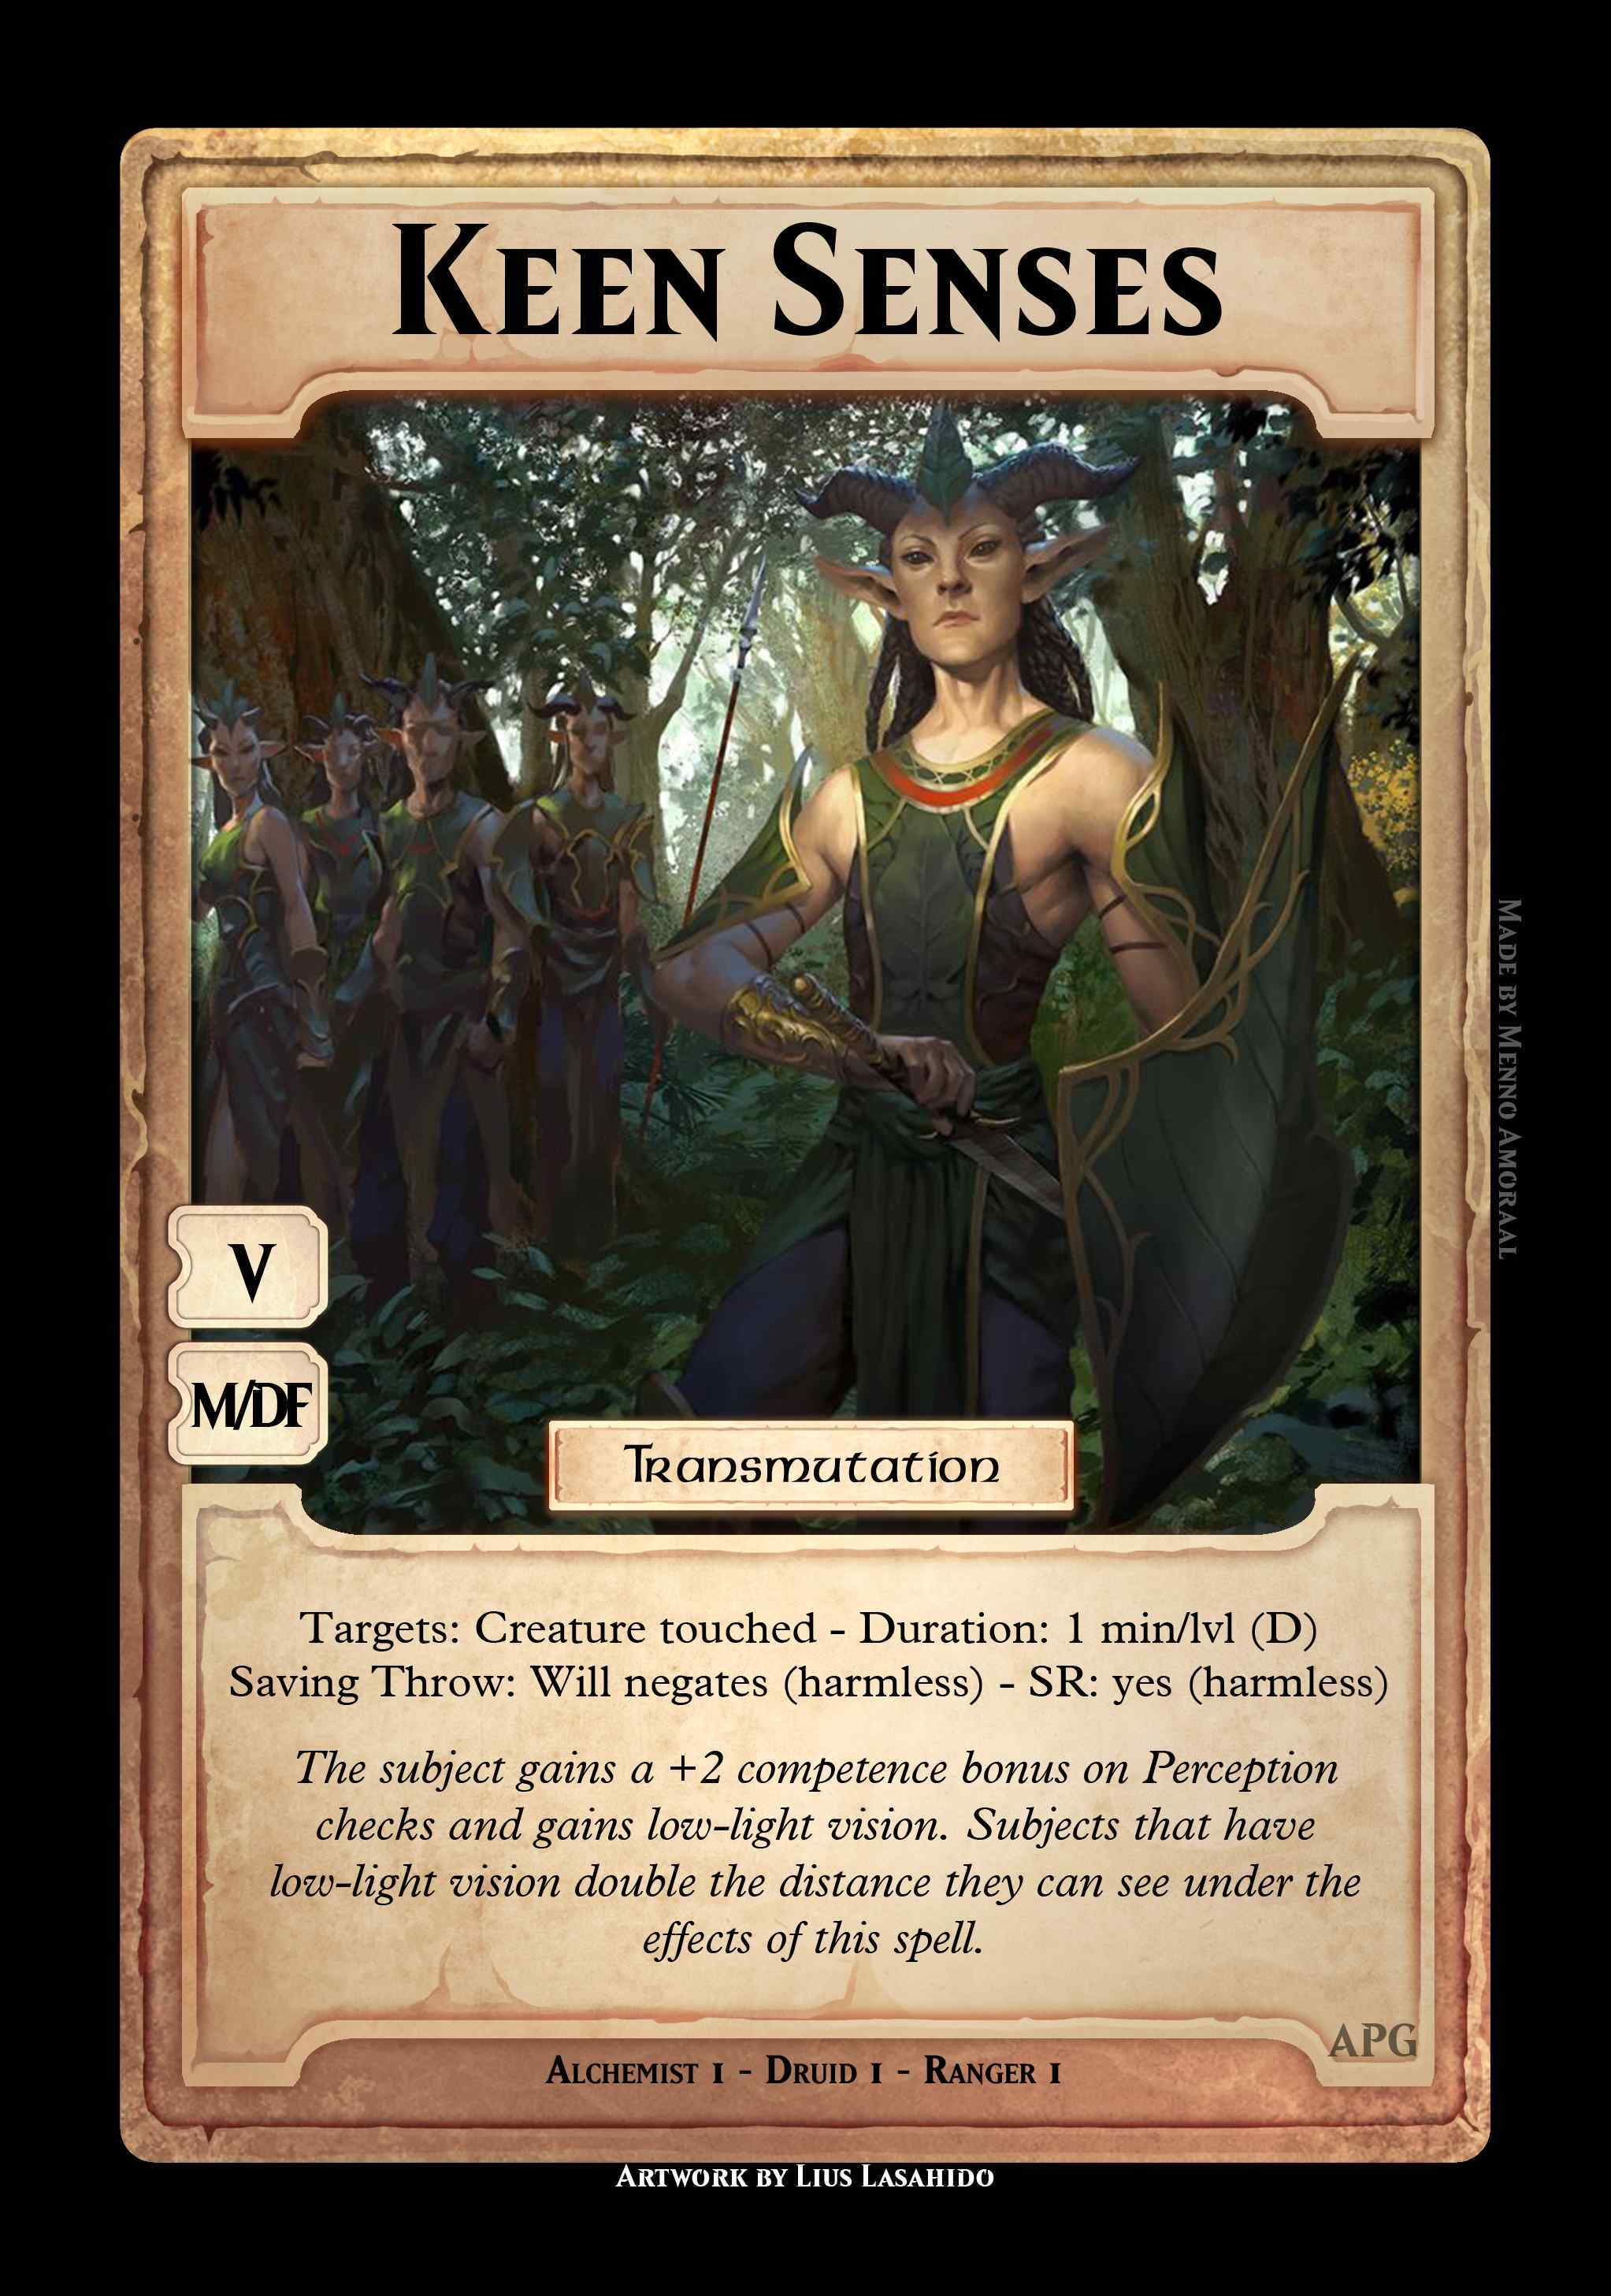 Keen Senses
V
M/DF
Transmutation
Targets: Creature touched - Duration: 1 min/lvl (D)
Saving Throw: Will negates (harmless) - SR: yes (harmless)
The subject gains a +2 competence bonus on Perception
checks and gains low-light vision. Subjects that have
low-light vision double the distance they can see under the
effects of this spell.
APG
Alchemist 1 - Druid 1 - Ranger 1
Artwork by Lius Lasahido
Made by Menno Amoraal